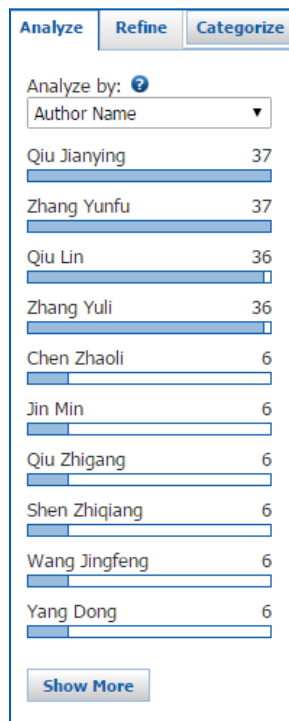 Analyze Refine Categorize
Analyze by: ?
Author Name ▼
Qiu Jianying 37
Zhang Yunfu 37
Qiu Lin 36
Zhang Yuli 36
Chen Zhaoli 6
Jin Min 6
Qiu Zhigang 6
Shen Zhiqiang 6
Wang Jingfeng 6
Yang Dong 6
Show More